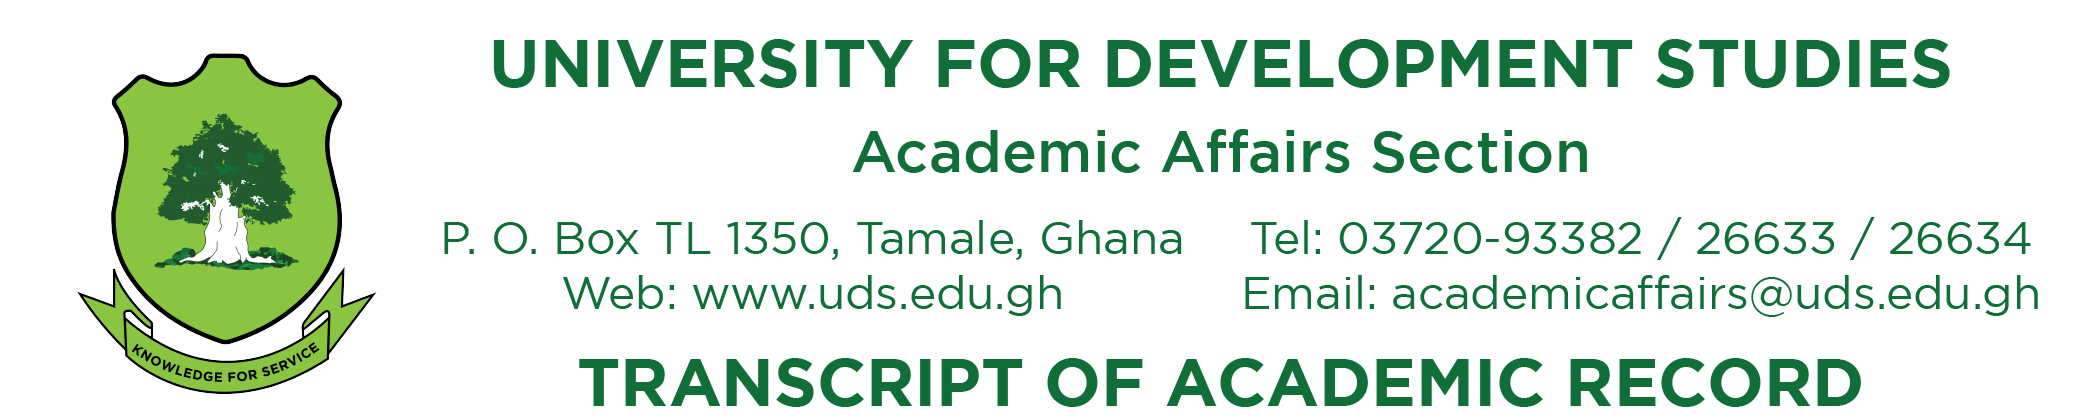 UNIVERSITY FOR DEVELOPMENT STUDIES
Academic Affairs Section
P. O. Box TL 1350, Tamale, Ghana Tel: 03720-93382 / 26633 / 26634
Web: www.uds.edu.gh Email: academicaffairs@uds.edu.gh
KNOWLEDGE FOR SERVICE
TRANSCRIPT OF ACADEMIC RECORD